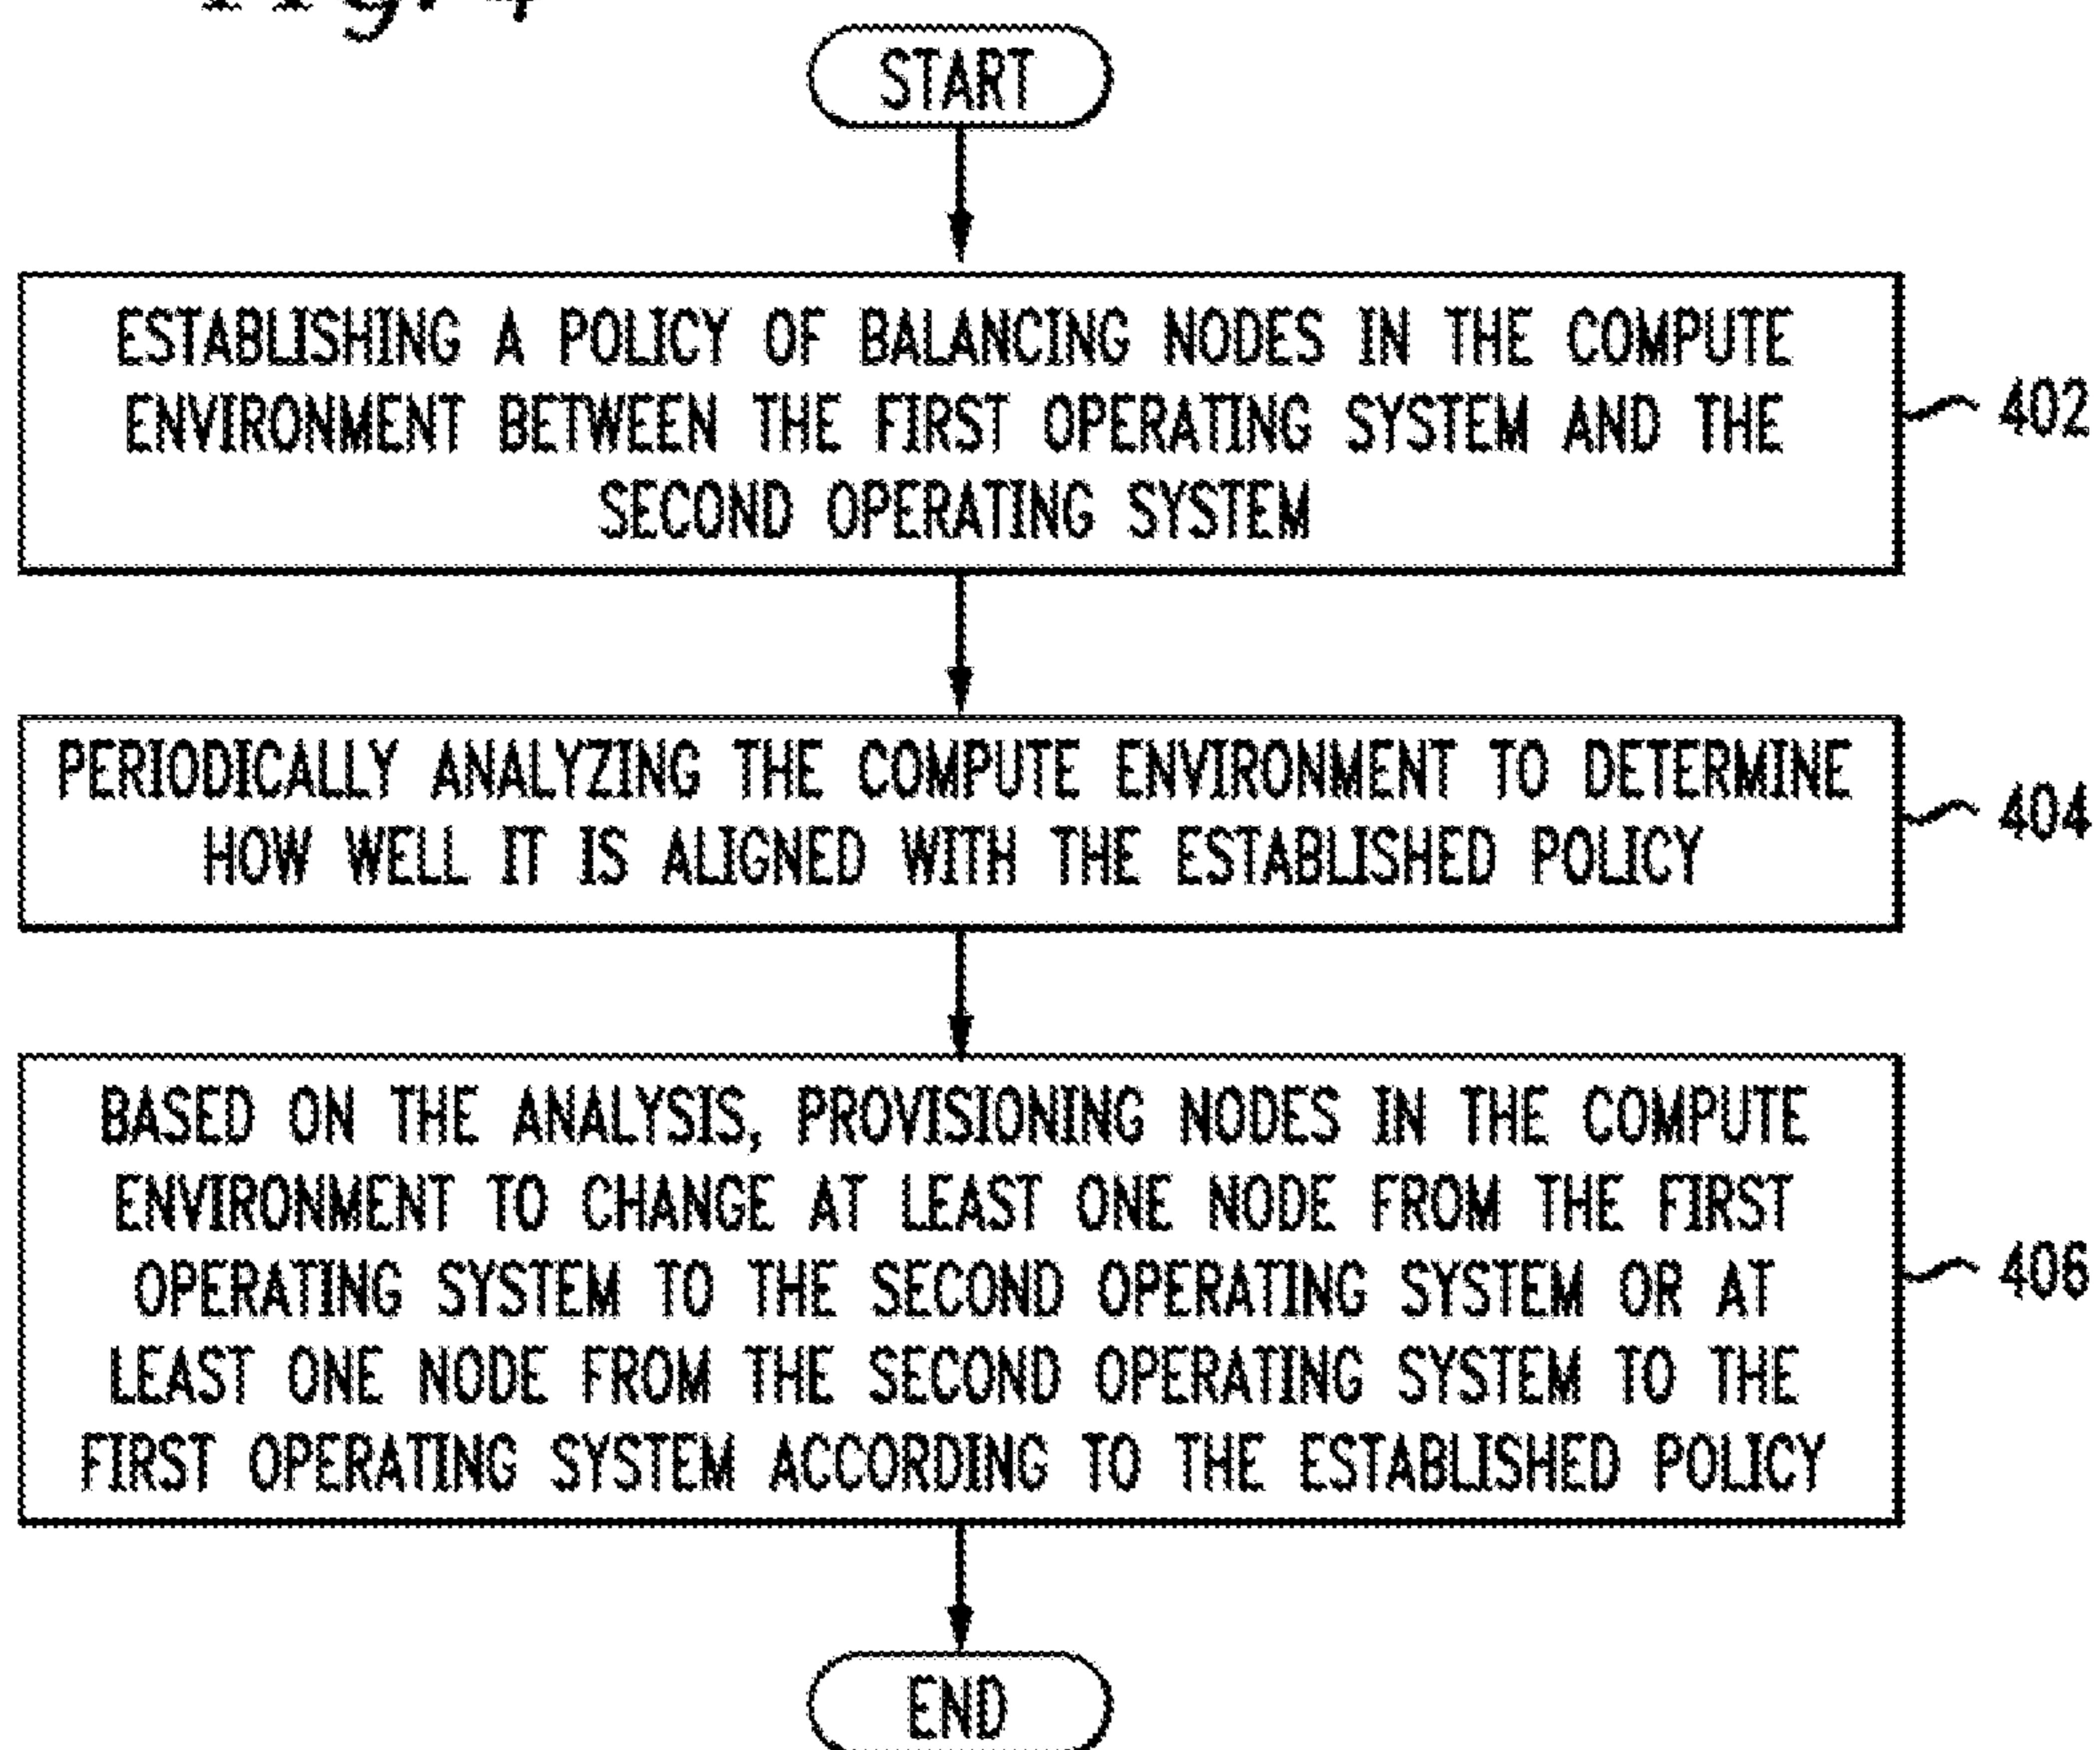 START
ESTABLISHING A POLICY OF BALANCING NODES IN THE COMPUTE
ENVIRONMENT BETWEEN THE FIRST OPERATING SYSTEM AND THE
SECOND OPERATING SYSTEM
402
PERIODICALLY ANALYZING THE COMPUTE ENVIRONMENT TO DETERMINE
HOW WELL IT IS ALIGNED WITH THE ESTABLISHED POLICY
404
BASED ON THE ANALYSIS, PROVISIONING NODES IN THE COMPUTE
ENVIRONMENT TO CHANGE AT LEAST ONE NODE FROM THE FIRST
OPERATING SYSTEM TO THE SECOND OPERATING SYSTEM OR AT
LEAST ONE NODE FROM THE SECOND OPERATING SYSTEM TO THE
FIRST OPERATING SYSTEM ACCORDING TO THE ESTABLISHED POLICY
406
END